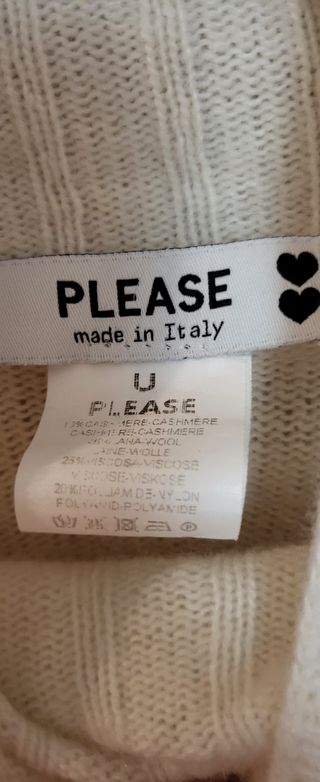 PLEASE
made in Italy
U
PLEASE
CASHMERE-CASHMERE
LANA-WOOL
LAINE-WOLLE
25% VISCOSA-VISCOSE
VISCOSE-VISKOSE
20% POLIAMIDE-NYLON
POLYAMID-POLYAMIDE
P